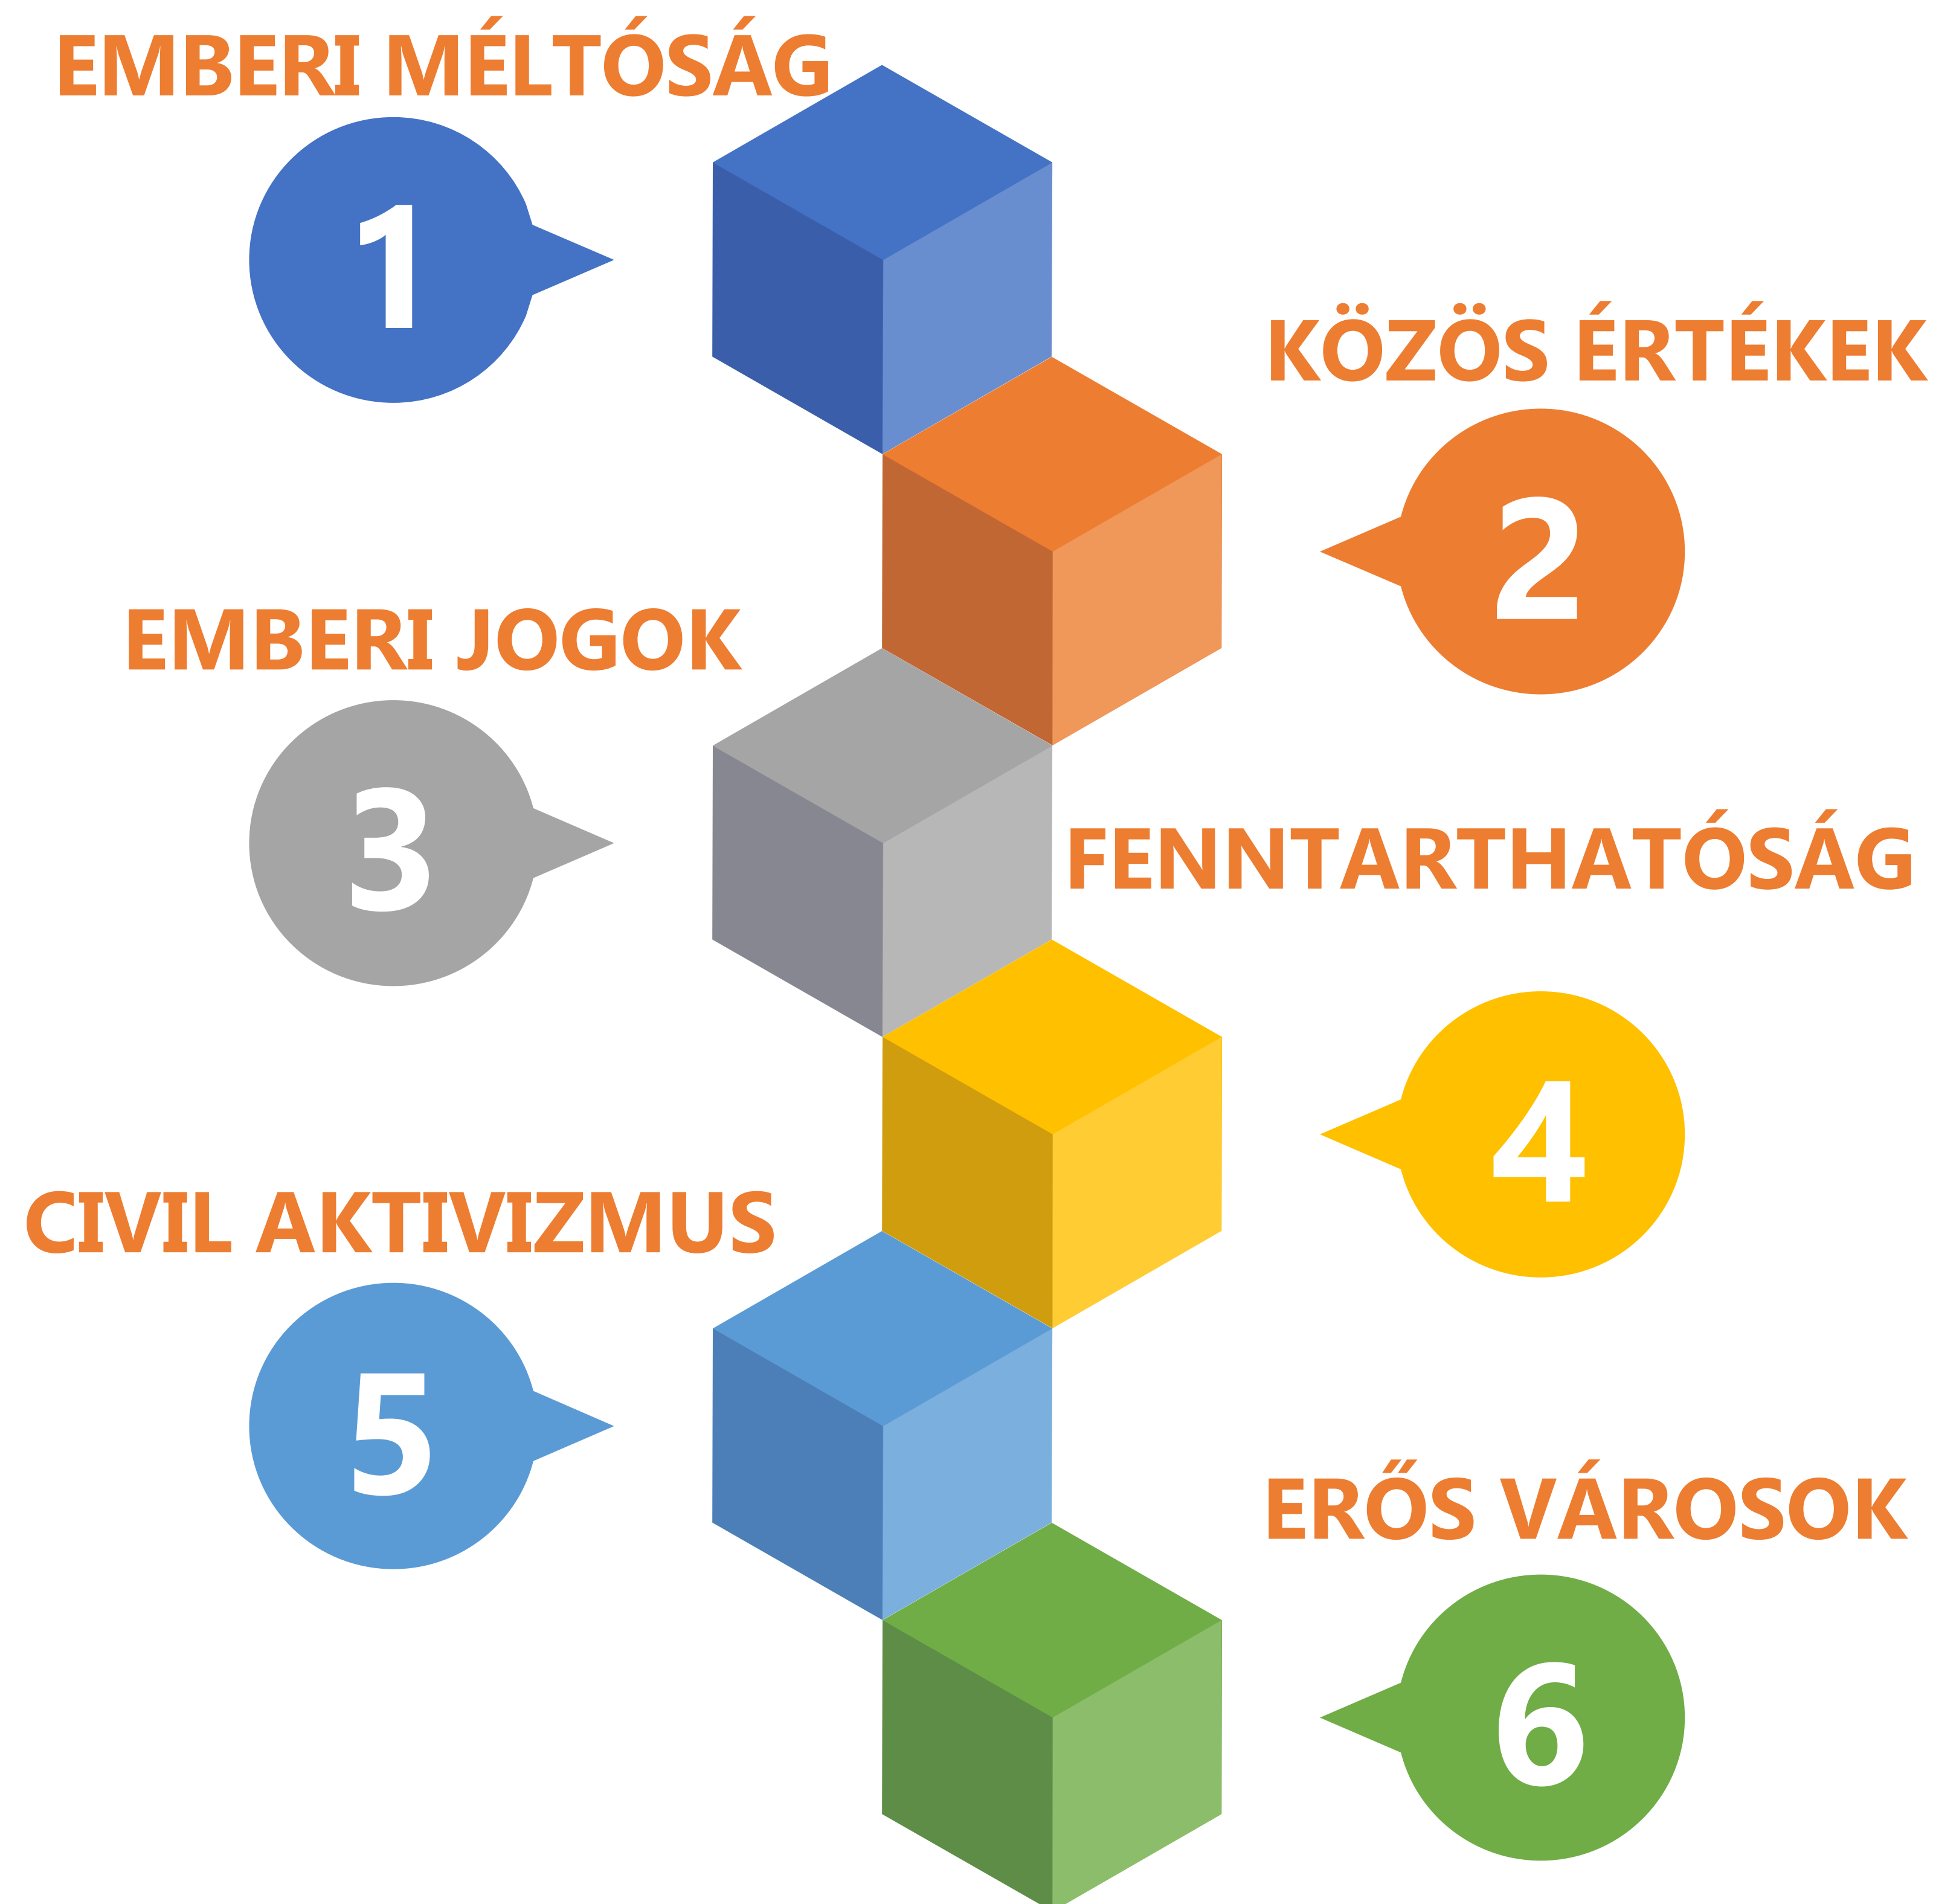 EMBERI MÉLTÓSÁG
1
KÖZÖS ÉRTÉKEK
2
EMBERI JOGOK
3
FENNTARTHATÓSÁG
4
CIVIL AKTIVIZMUS
5
ERŐS VÁROSOK
6